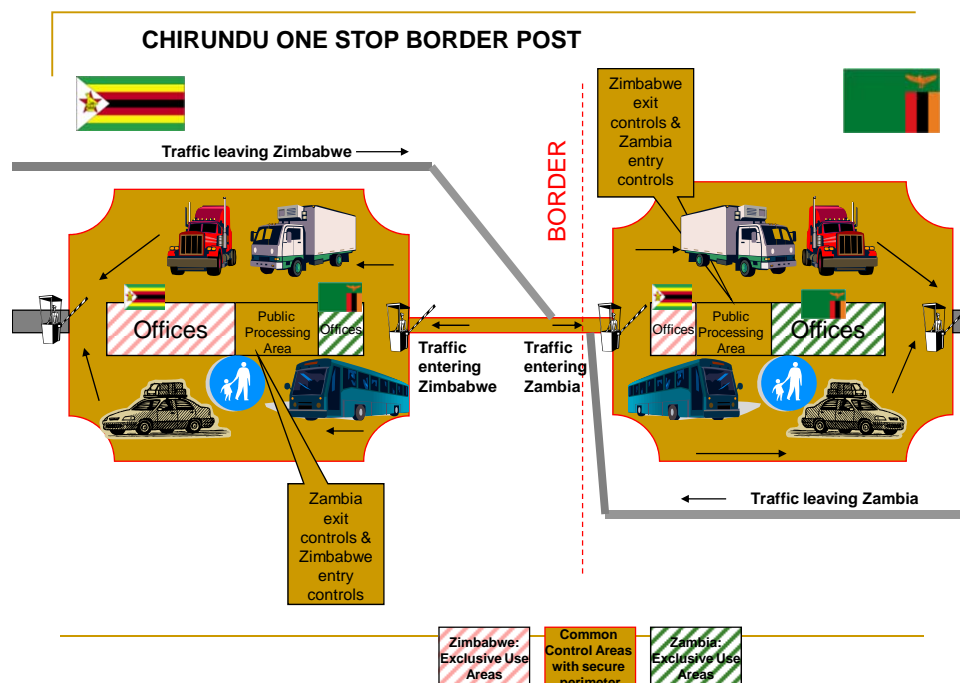 CHIRUNDU ONE STOP BORDER POST
Zimbabwe
exit
controls &
Zambia
entry
controls
Traffic leaving Zimbabwe
BORDER
Offices
Public
Processing
Area
Offices
Traffic
entering
Zimbabwe
Traffic
entering
Zambia
Offices
Public
Processing
Area
Offices
Zambia
exit
controls &
Zimbabwe
entry
controls
Traffic leaving Zambia
Zimbabwe:
Exclusive Use
Areas
Common
Control Areas
with secure
perimeter
Zambia:
Exclusive Use
Areas